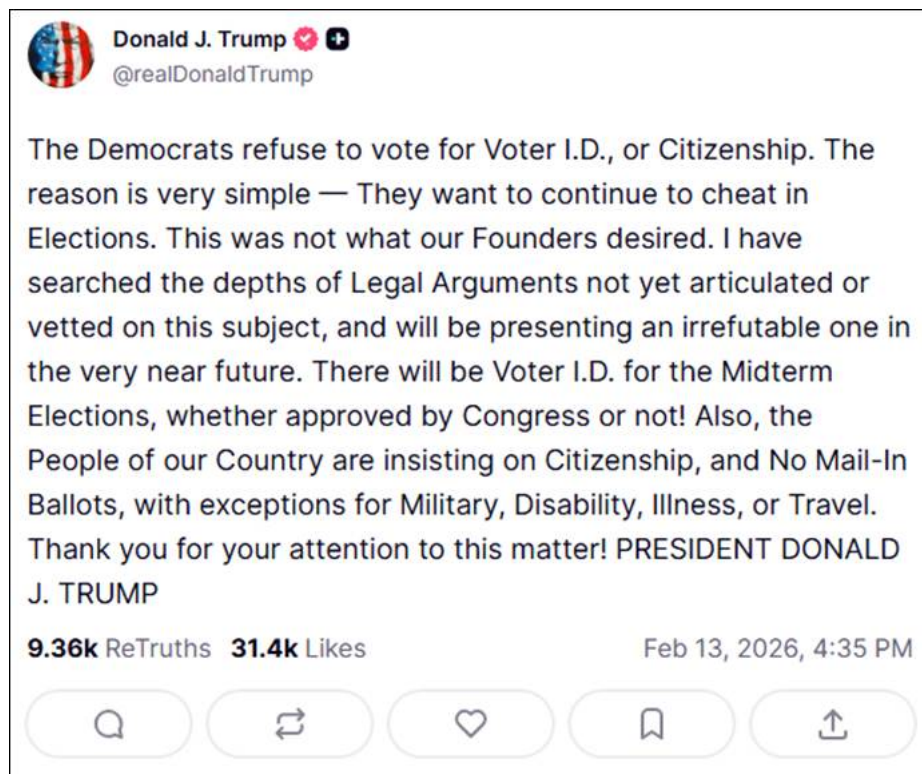 Donald J. Trump
@realDonaldTrump
The Democrats refuse to vote for Voter I.D., or Citizenship. The
reason is very simple — They want to continue to cheat in
Elections. This was not what our Founders desired. I have
searched the depths of Legal Arguments not yet articulated or
vetted on this subject, and will be presenting an irrefutable one in
the very near future. There will be Voter I.D. for the Midterm
Elections, whether approved by Congress or not! Also, the
People of our Country are insisting on Citizenship, and No Mail-In
Ballots, with exceptions for Military, Disability, Illness, or Travel.
Thank you for your attention to this matter! PRESIDENT DONALD
J. TRUMP
9.36k ReTruths 31.4k Likes Feb 13, 2026, 4:35 PM